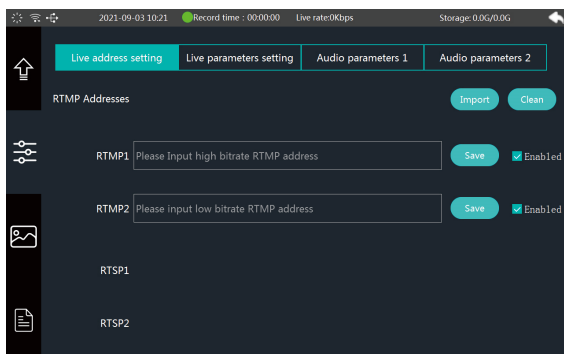 2021-09-03 10:21 Record time : 00:00:00 Live rate:0Kbps Storage: 0.0G/0.0G
Live address setting Live parameters setting Audio parameters 1 Audio parameters 2
RTMP Addresses Import Clean
RTMP1 Please Input high bitrate RTMP address Save Enabled
RTMP2 Please input low bitrate RTMP address Save Enabled
RTSP1
RTSP2